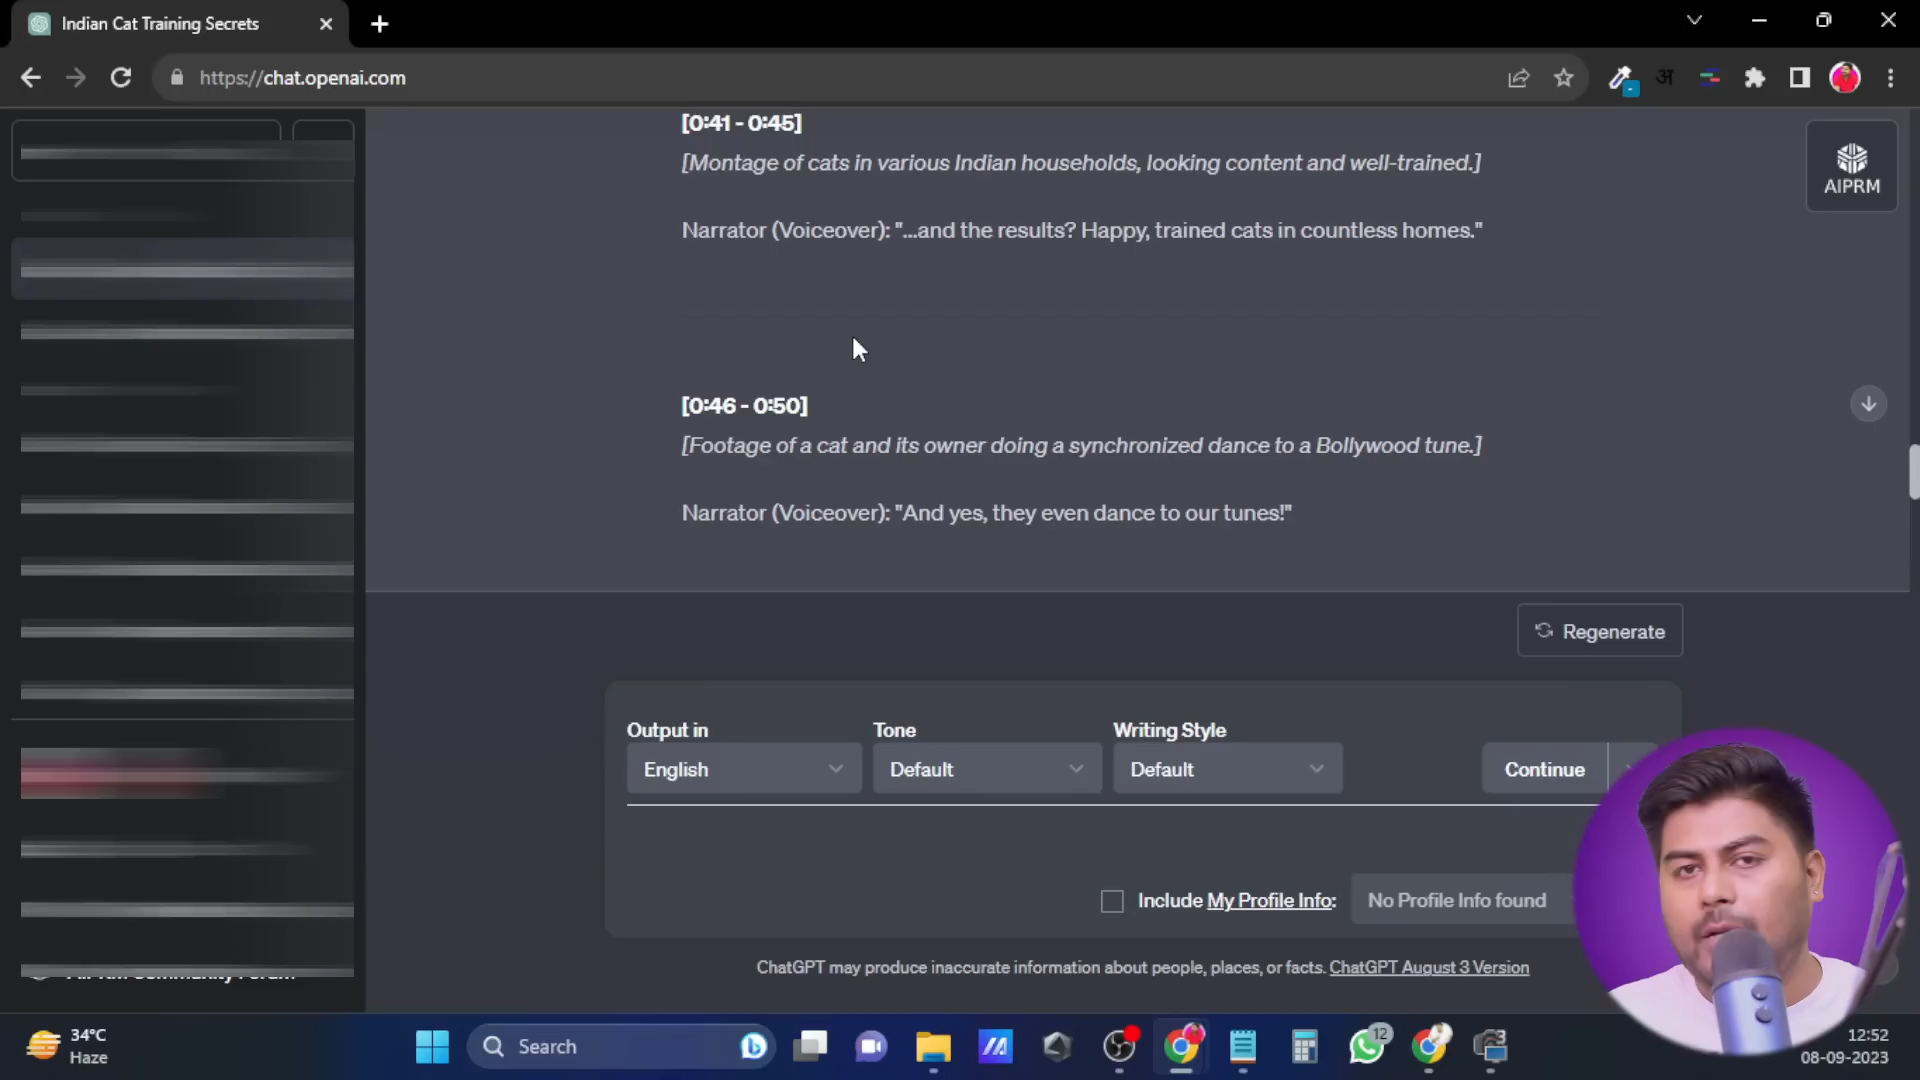 Indian Cat Training Secrets
https://chat.openai.com
अ
[0:41 - 0:45]
[Montage of cats in various Indian households, looking content and well-trained.]
AIPRM
Narrator (Voiceover): "...and the results? Happy, trained cats in countless homes."
[0:46 - 0:50]
[Footage of a cat and its owner doing a synchronized dance to a Bollywood tune.]
Narrator (Voiceover): "And yes, they even dance to our tunes!"
Regenerate
Output in
Tone
Writing Style
English
Default
Default
Continue
Include My Profile Info:
No Profile Info found
ChatGPT may produce inaccurate information about people, places, or facts. ChatGPT August 3 Version
34°C
Haze
Search
12
3
12:52
08-09-2023